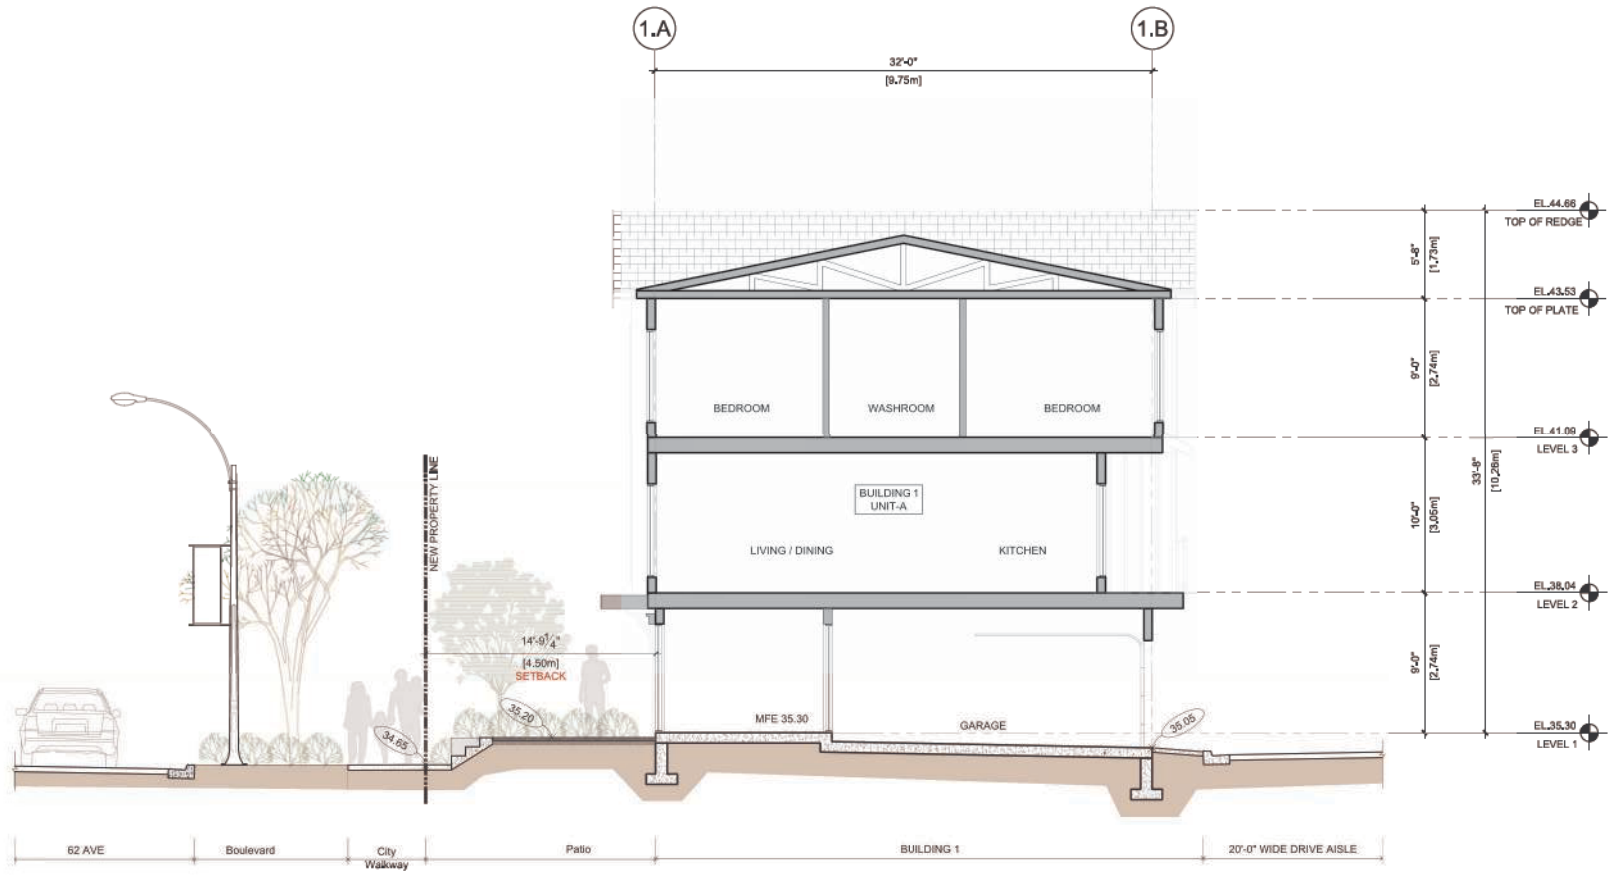 1.A
1.B
32'-0"
[9.75m]
EL.44.66
TOP OF REDGE
5'-8"
[1.73m]
EL.43.53
TOP OF PLATE
9'-0"
[2.74m]
BEDROOM
WASHROOM
BEDROOM
EL.41.09
LEVEL 3
33'-8"
[10.26m]
NEW PROPERTY LINE
BUILDING 1
UNIT-A
10'-0"
[3.05m]
LIVING / DINING
KITCHEN
EL.38.04
LEVEL 2
14'-9 1/4"
[4.50m]
SETBACK
9'-0"
[2.74m]
35.20
MFE 35.30
GARAGE
35.05
34.65
EL.35.30
LEVEL 1
62 AVE
Boulevard
City
Walkway
Patio
BUILDING 1
20'-0" WIDE DRIVE AISLE